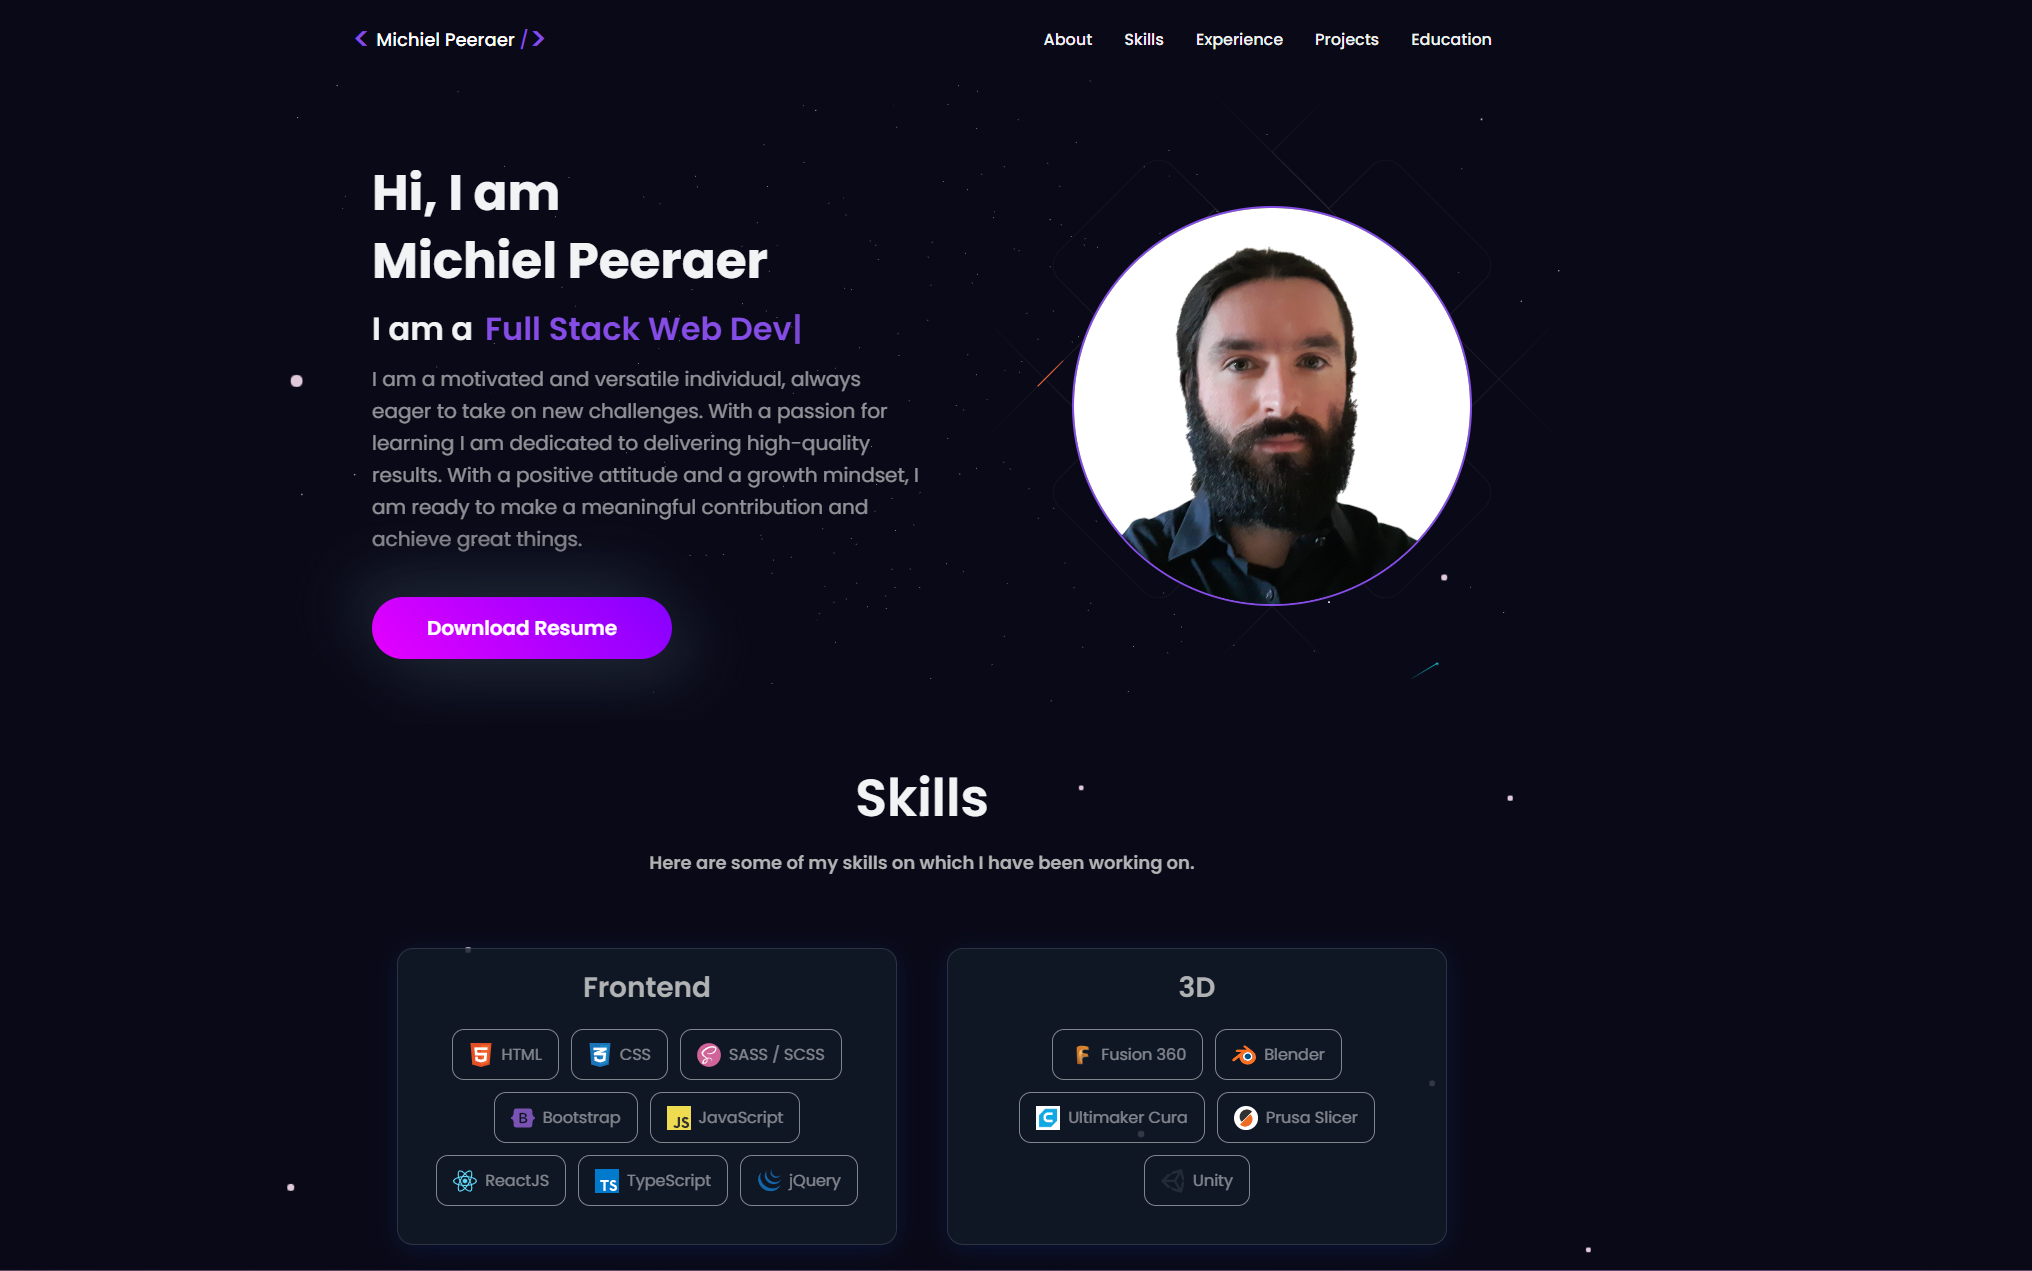 < Michiel Peeraer />
About Skills Experience Projects Education
Hi, I am
Michiel Peeraer
I am a Full Stack Web Dev|
I am a motivated and versatile individual, always
eager to take on new challenges. With a passion for
learning I am dedicated to delivering high-quality
results. With a positive attitude and a growth mindset, I
am ready to make a meaningful contribution and
achieve great things.
Download Resume
Skills
Here are some of my skills on which I have been working on.
Frontend
HTML CSS SASS / SCSS
B Bootstrap JS JavaScript
ReactJS TS TypeScript jQuery
3D
Fusion 360 Blender
Ultimaker Cura Prusa Slicer
Unity